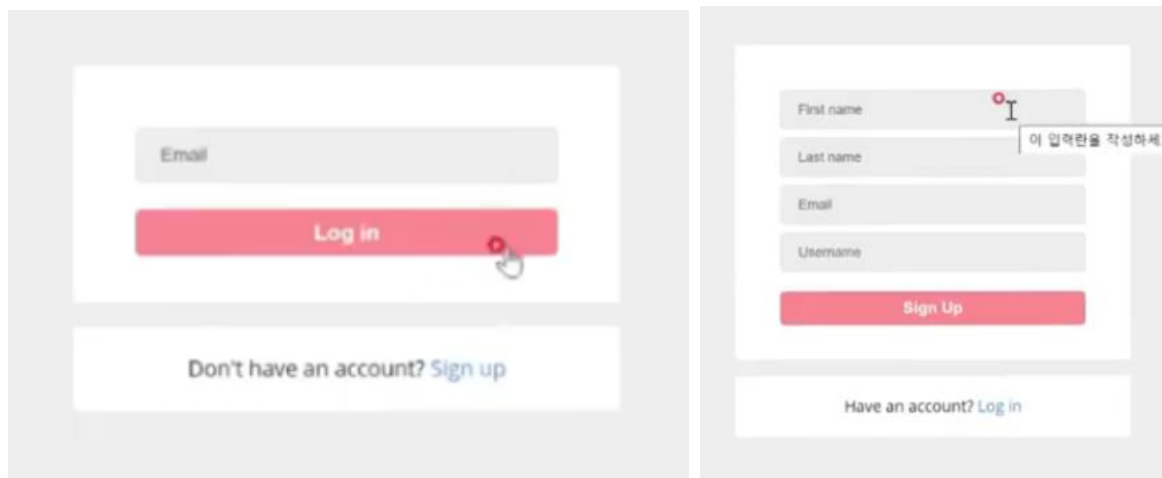 Email
Log in
Don't have an account? Sign up
First name
이 입력란을 작성하세
Last name
Email
Username
Sign Up
Have an account? Log in